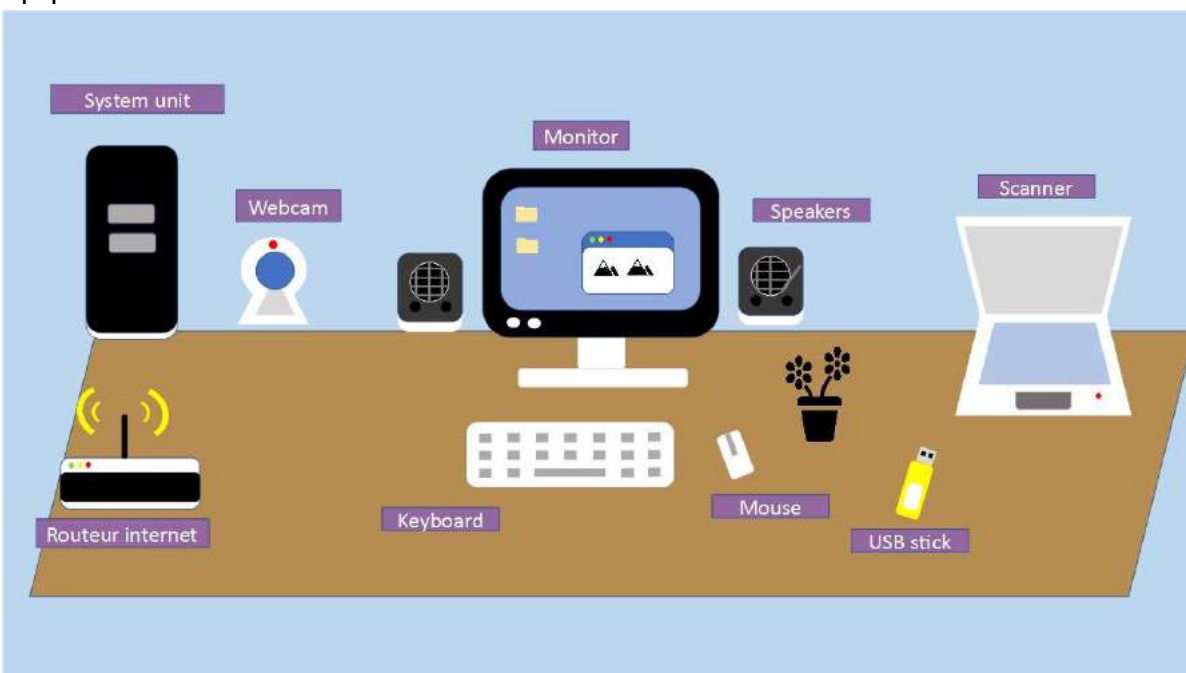 System unit
Monitor
Scanner
Webcam
Speakers
Mouse
Keyboard
Routeur internet
USB stick